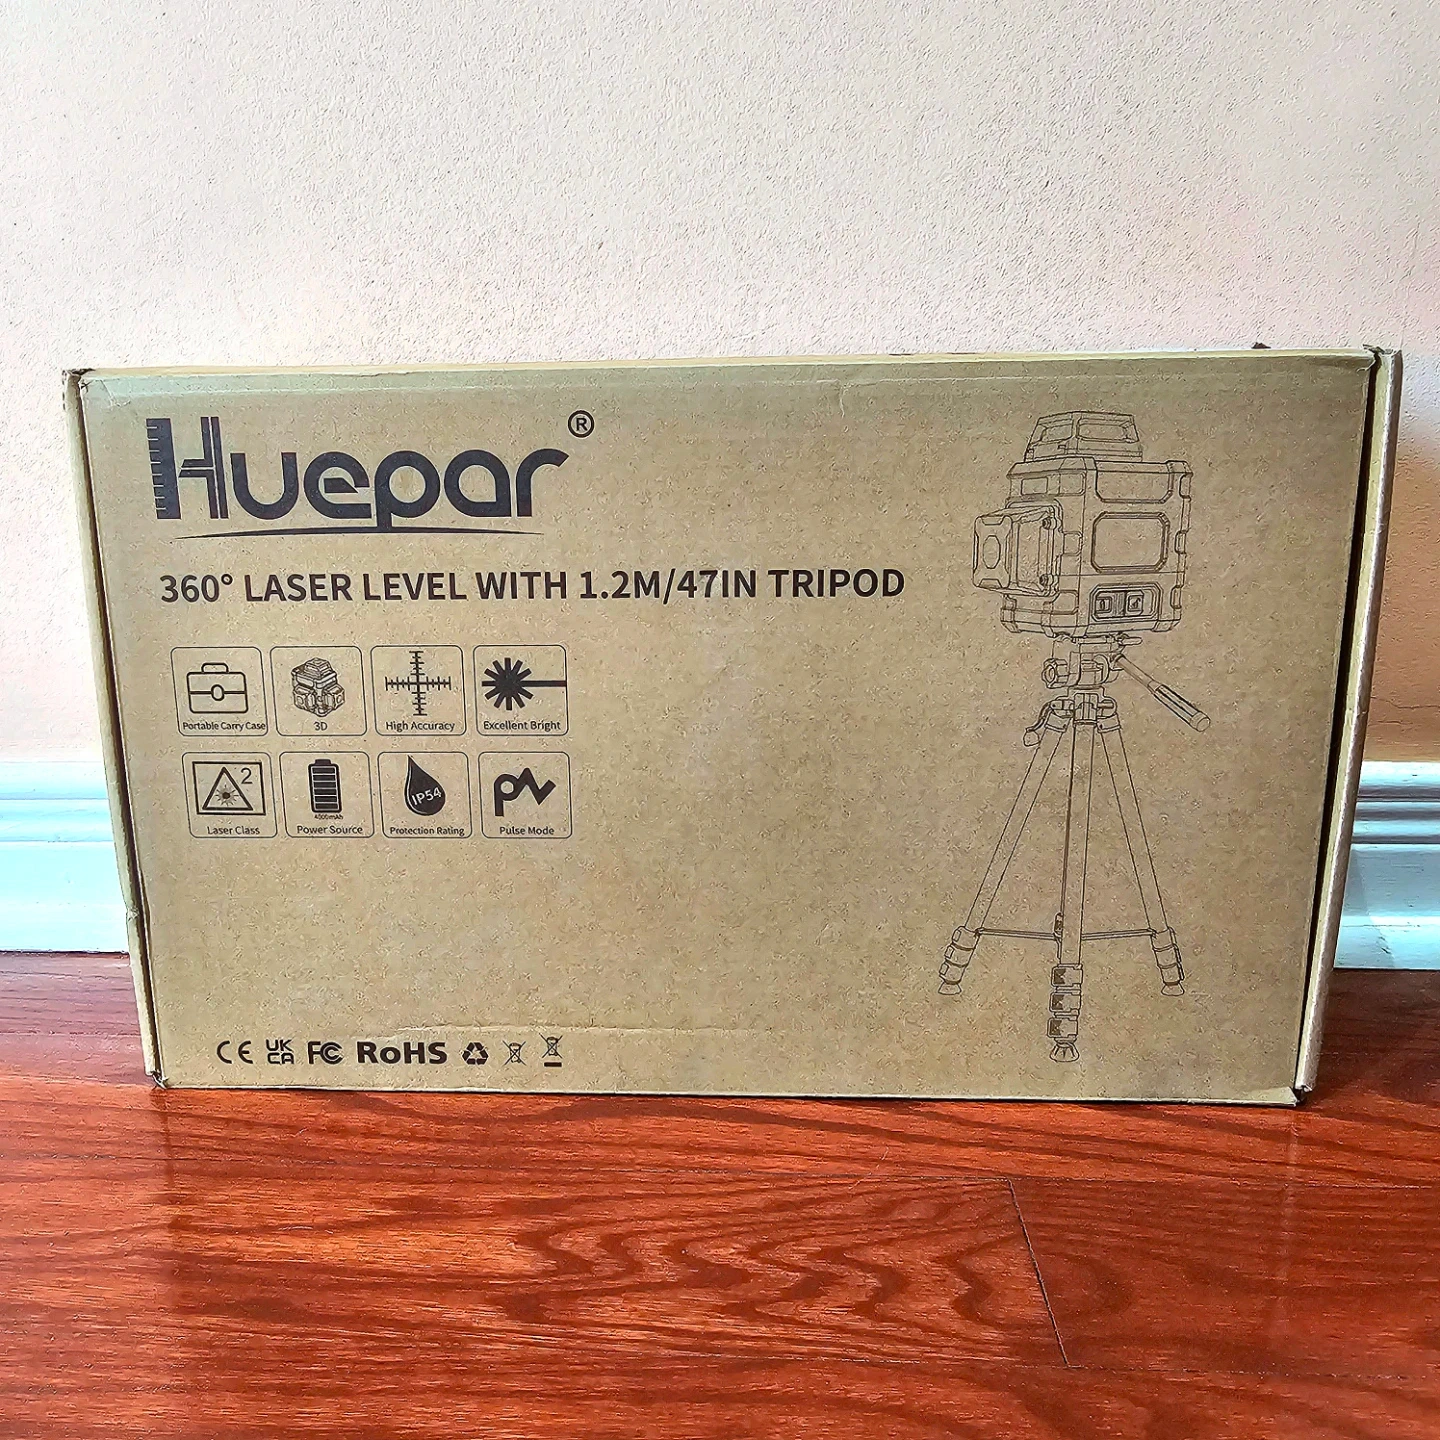 Huepar®
360° LASER LEVEL WITH 1.2M/47IN TRIPOD
Portable Carry Case
3D
High Accuracy
Excellent Bright
2
Laser Class
4000mAh
Power Source
IP54
Protection Rating
Pulse Mode
CE UK CA FC RoHS